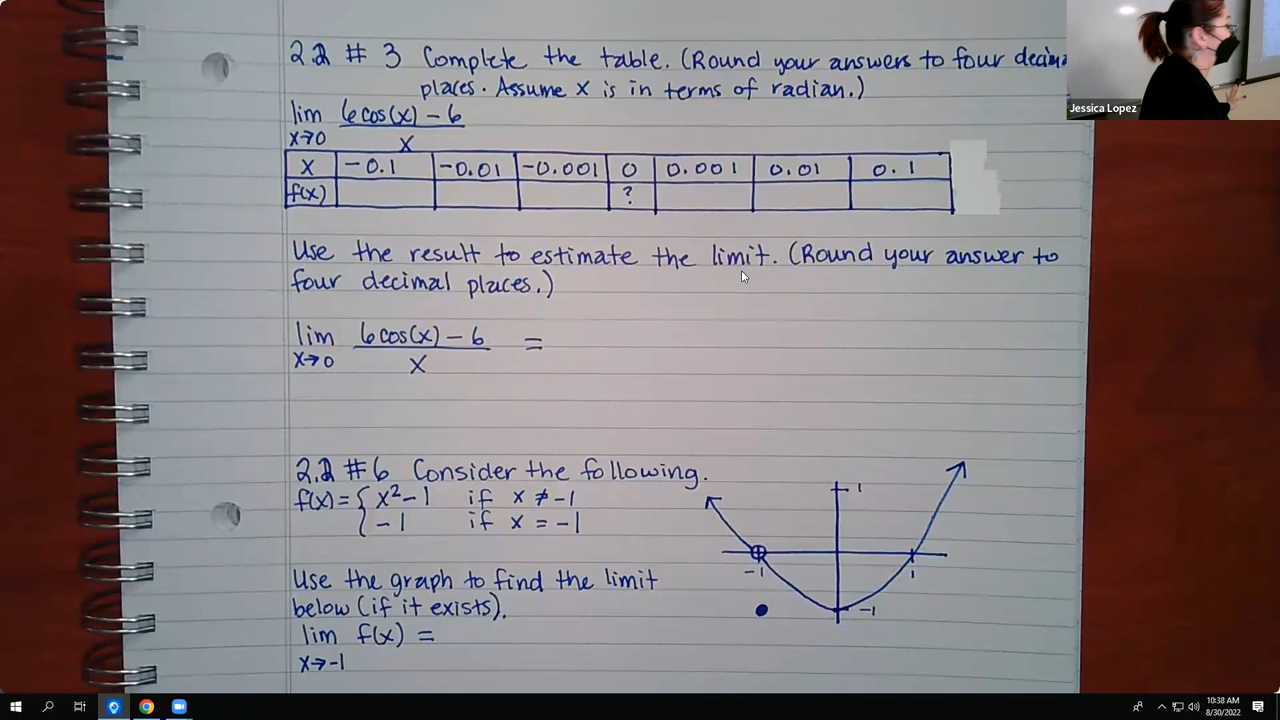 2.2 # 3 Complete the table. (Round your answers to four decima
places. Assume x is in terms of radian.)
lim 6cos(x) - 6
x→0 x
x -0.1 -0.01 -0.001 0 0.001 0.01 0.1
f(x) ?
Use the result to estimate the limit. (Round your answer to
four decimal places.)
lim 6cos(x) - 6 =
x→0 x
2.2 #6 Consider the following.
f(x) = { x² - 1 if x ≠ -1
{ -1 if x = -1
1
-1 1
-1
Use the graph to find the limit
below (if it exists).
lim f(x) =
x→-1
Jessica Lopez
10:38 AM
8/30/2022